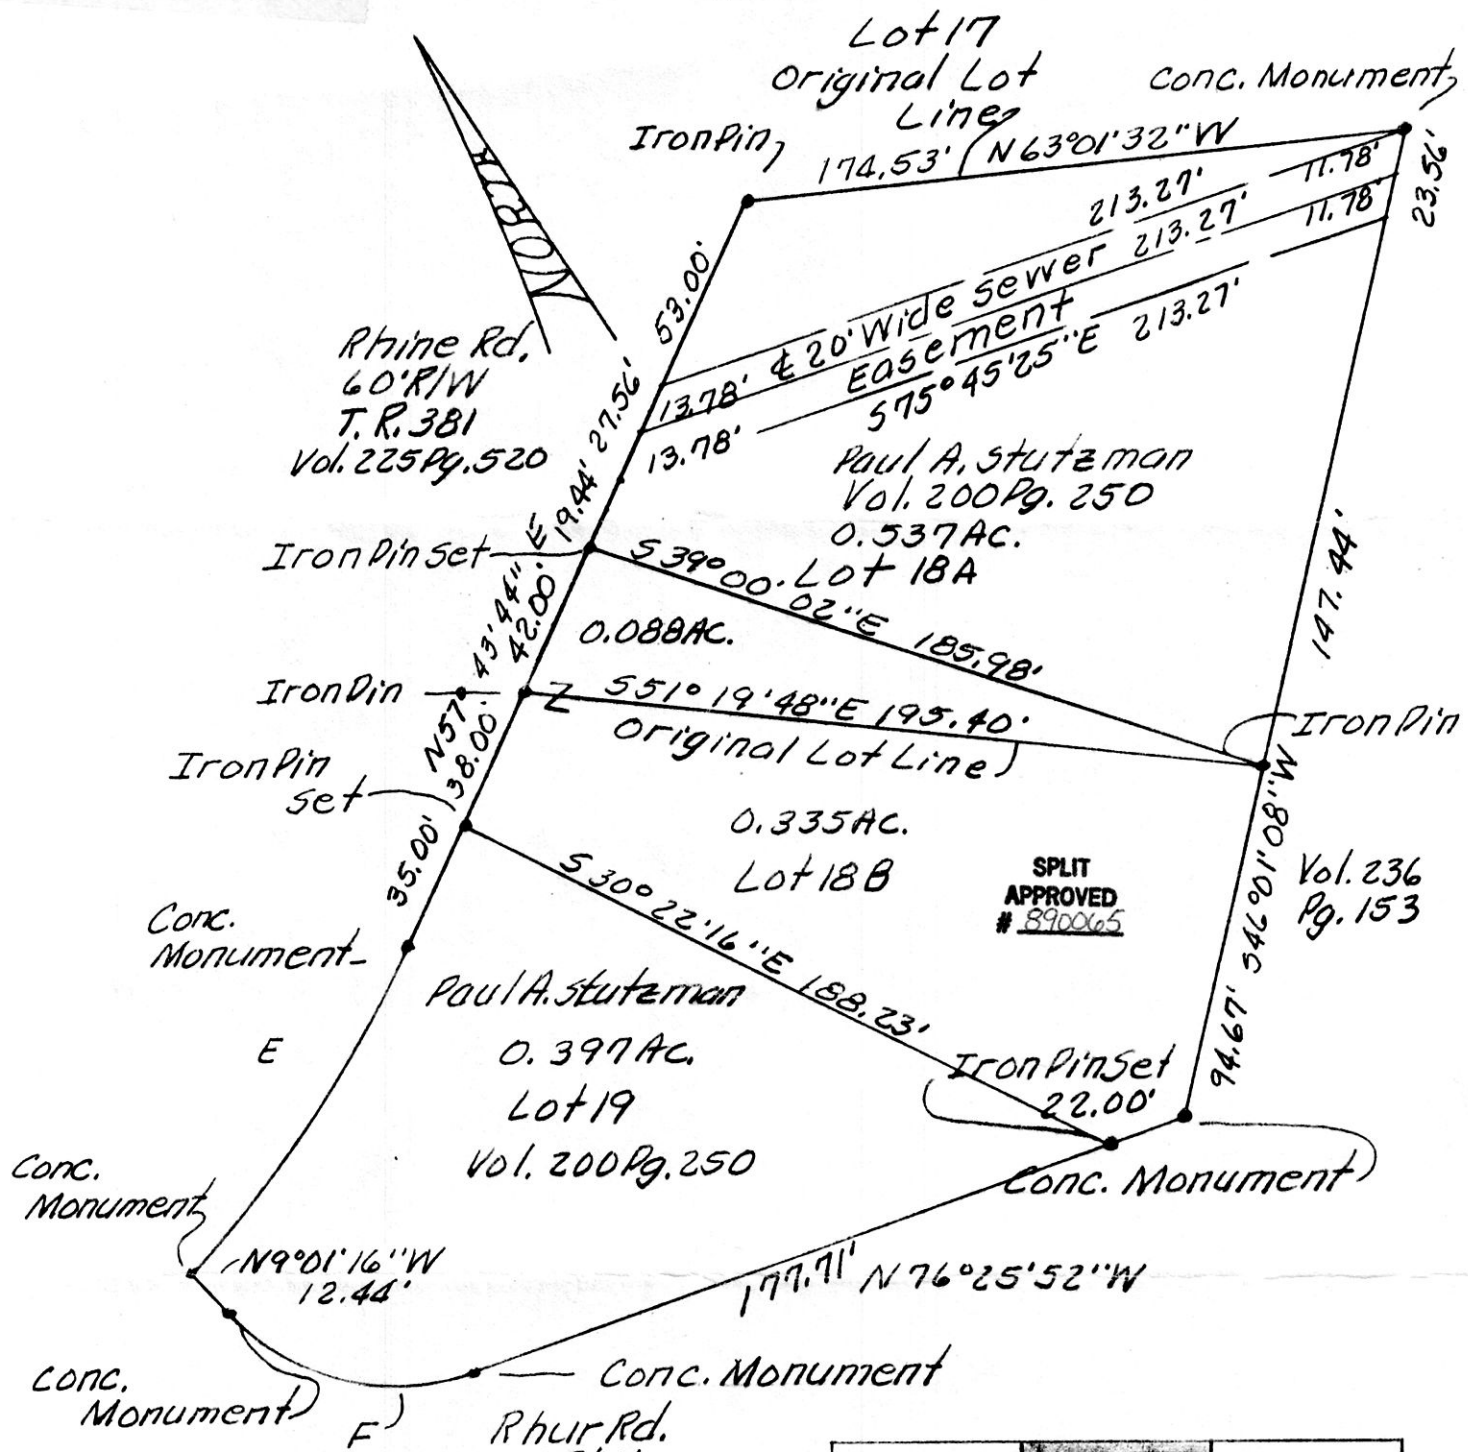 Lot 17
Original Lot
Line
Conc. Monument
Iron Pin
174.53'
N63°01'32"W
NORTH
23.56'
213.27'
11.78'
213.27'
11.78'
53.00'
℄ 20' Wide Sewer
Easement
S75°45'25"E 213.27'
13.78'
13.78'
27.56'
Rhine Rd.
60' R/W
T.R. 381
Vol. 225 Pg. 520
Paul A. Stutzman
Vol. 200 Pg. 250
0.537 AC.
Lot 18A
19.44'
Iron Pin Set
S39°00'02"E 185.98'
147.44'
N57°43'44"E
42.00'
0.088 AC.
Iron Pin
Z
S51°19'48"E 195.40'
Original Lot Line
Iron Pin
Iron Pin
Set
38.00'
0.335 AC.
Lot 18B
SPLIT
APPROVED
# 890065
S46°01'08"W
Vol. 236
Pg. 153
35.00'
S30°22'16"E 188.23'
94.67'
Conc.
Monument
Paul A. Stutzman
0.397 AC.
Lot 19
Vol. 200 Pg. 250
E
Iron Pin Set
22.00'
Conc. Monument
Conc.
Monument
N9°01'16"W
12.44'
177.71' N76°25'52"W
Conc.
Monument
Conc. Monument
F
Rhur Rd.